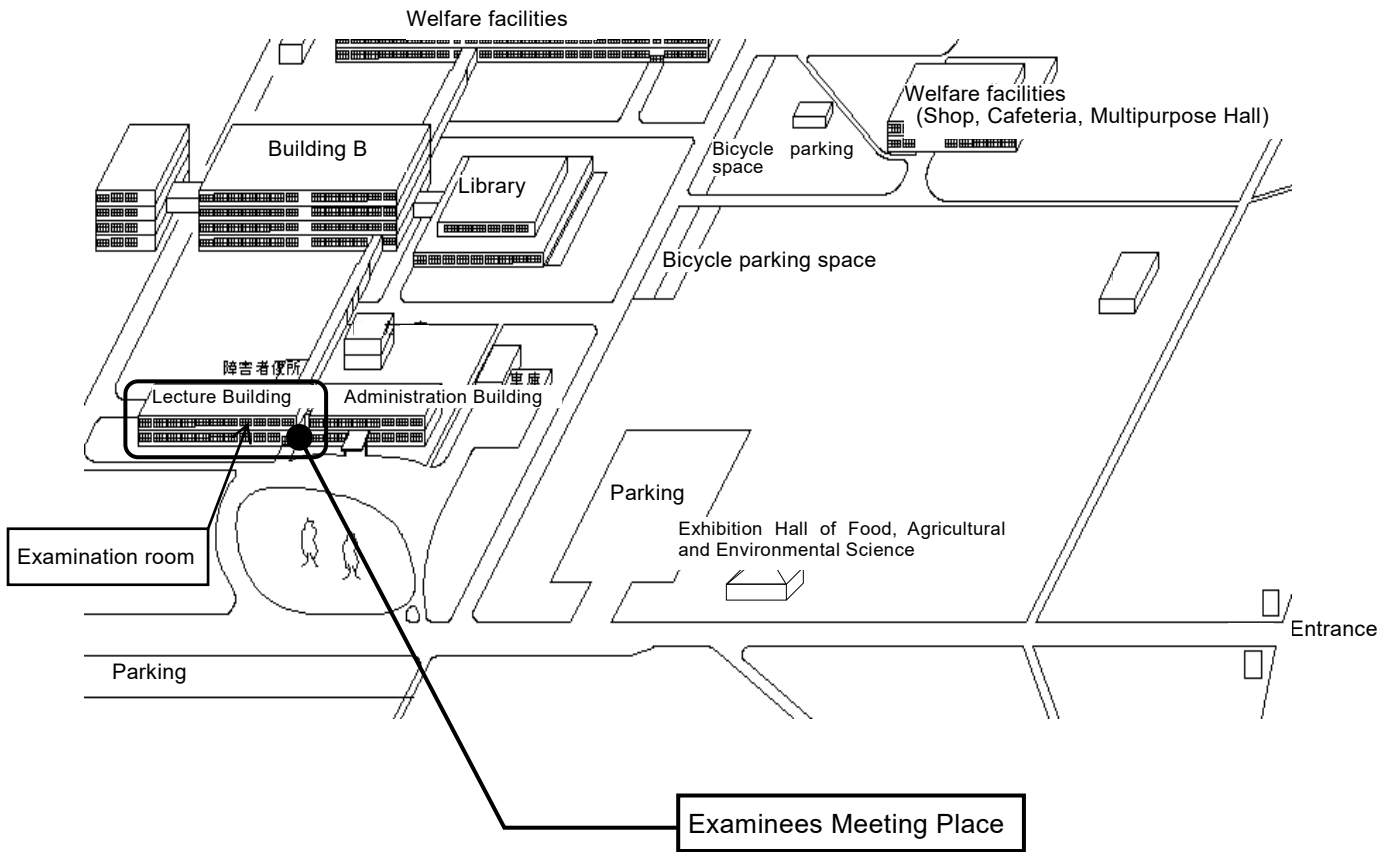 Welfare facilities
Welfare facilities
(Shop, Cafeteria, Multipurpose Hall)
Building B
Bicycle parking
space
Library
Bicycle parking space
障害者便所
車庫
Lecture Building
Administration Building
Parking
Exhibition Hall of Food, Agricultural
and Environmental Science
Examination room
Entrance
Parking
Examinees Meeting Place